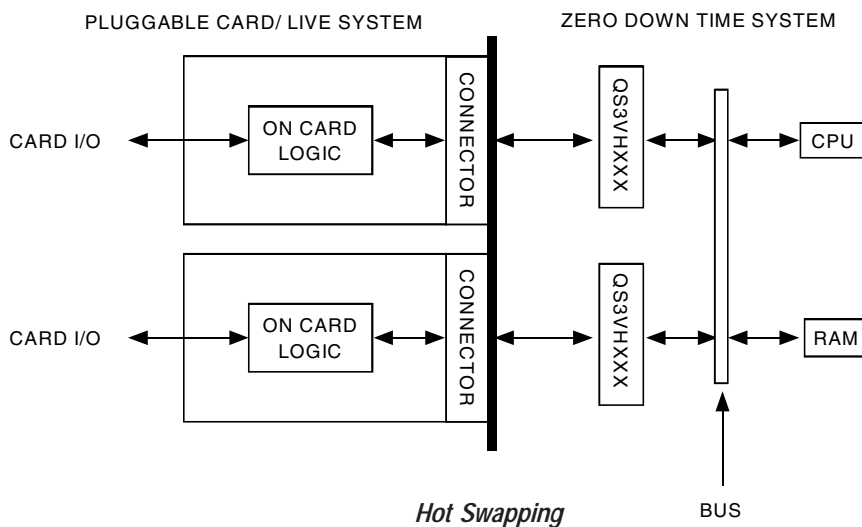 PLUGGABLE CARD/ LIVE SYSTEM
ZERO DOWN TIME SYSTEM
CARD I/O
ON CARD
LOGIC
CONNECTOR
QS3VHXXX
CPU
CARD I/O
ON CARD
LOGIC
CONNECTOR
QS3VHXXX
RAM
Hot Swapping
BUS